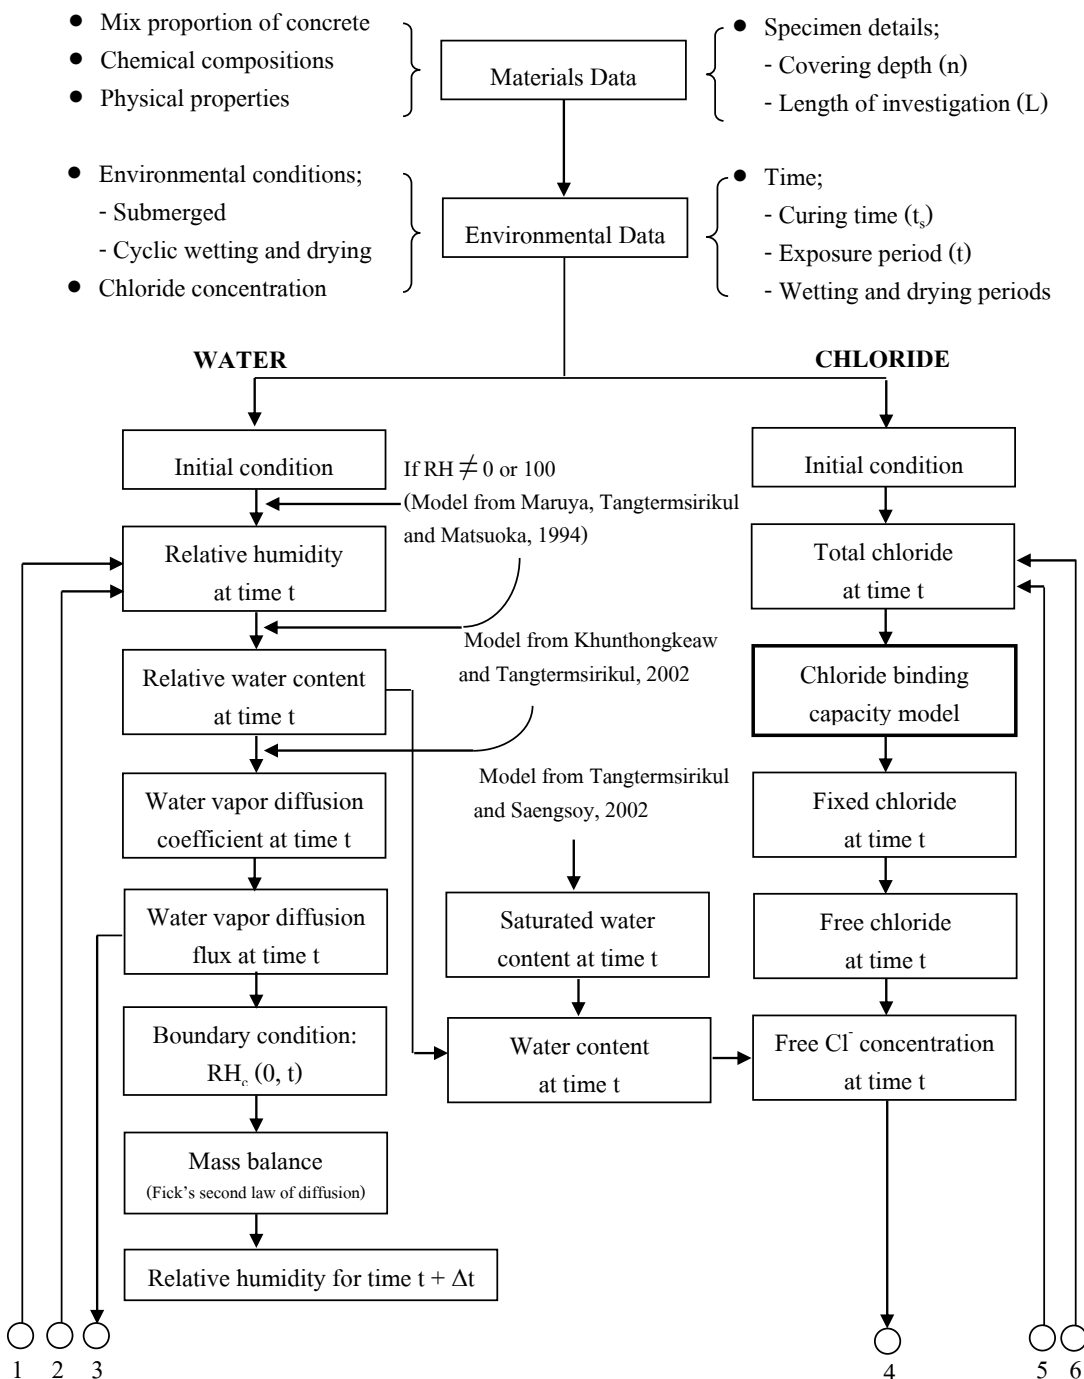 ● Mix proportion of concrete
● Chemical compositions
● Physical properties
Materials Data
● Specimen details;
- Covering depth (n)
- Length of investigation (L)
● Environmental conditions;
- Submerged
- Cyclic wetting and drying
● Chloride concentration
Environmental Data
● Time;
- Curing time (tₛ)
- Exposure period (t)
- Wetting and drying periods
WATER
CHLORIDE
Initial condition
If RH ≠ 0 or 100
(Model from Maruya, Tangtermsirikul
and Matsuoka, 1994)
Initial condition
Relative humidity
at time t
Total chloride
at time t
Model from Khunthongkeaw
and Tangtermsirikul, 2002
Relative water content
at time t
Chloride binding
capacity model
Model from Tangtermsirikul
and Saengsoy, 2002
Water vapor diffusion
coefficient at time t
Fixed chloride
at time t
Water vapor diffusion
flux at time t
Saturated water
content at time t
Free chloride
at time t
Boundary condition:
RHc (0, t)
Water content
at time t
Free Cl⁻ concentration
at time t
Mass balance
(Fick's second law of diffusion)
Relative humidity for time t + Δt
1 2 3 4 5 6